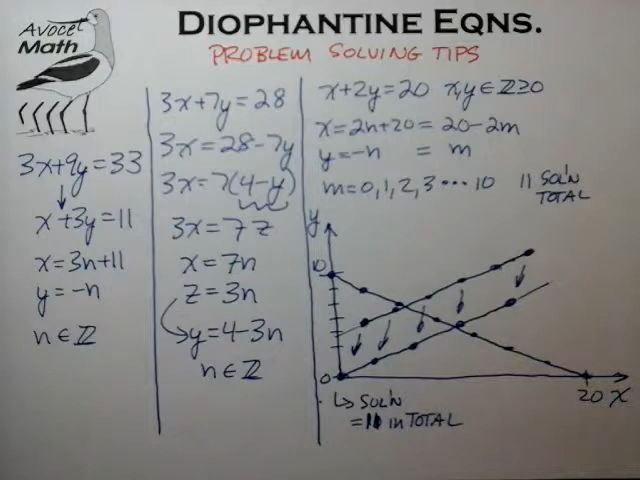 Avocet
Math
DIOPHANTINE EQNS.
PROBLEM SOLVING TIPS
3x+9y=33
x+3y=11
x=3n+11
y=-n
n∈ℤ
3x+7y=28
3x=28-7y
3x=7(4-y)
3x=7z
x=7n
z=3n
y=4-3n
n∈ℤ
x+2y=20 x,y∈ℤ≥0
x=2n+20=20-2m
y=-n = m
m=0,1,2,3···10 11 SOL'N
TOTAL
y
10
0
20 x
↳ SOL'N
=11 in TOTAL